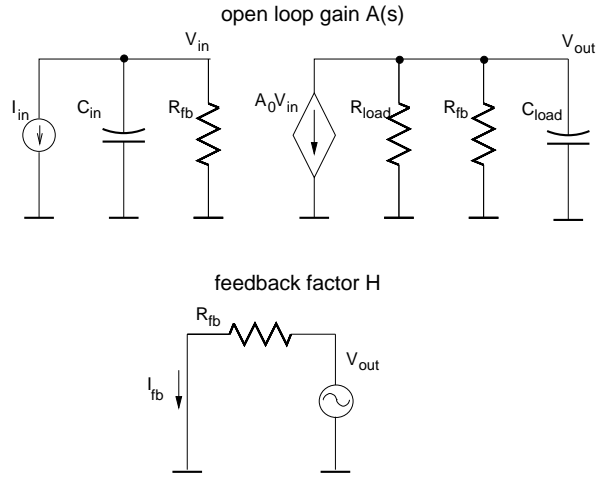 open loop gain A(s)
V_in
V_out
I_in
C_in
R_fb
A_0V_in
R_load
R_fb
C_load
feedback factor H
R_fb
V_out
I_fb